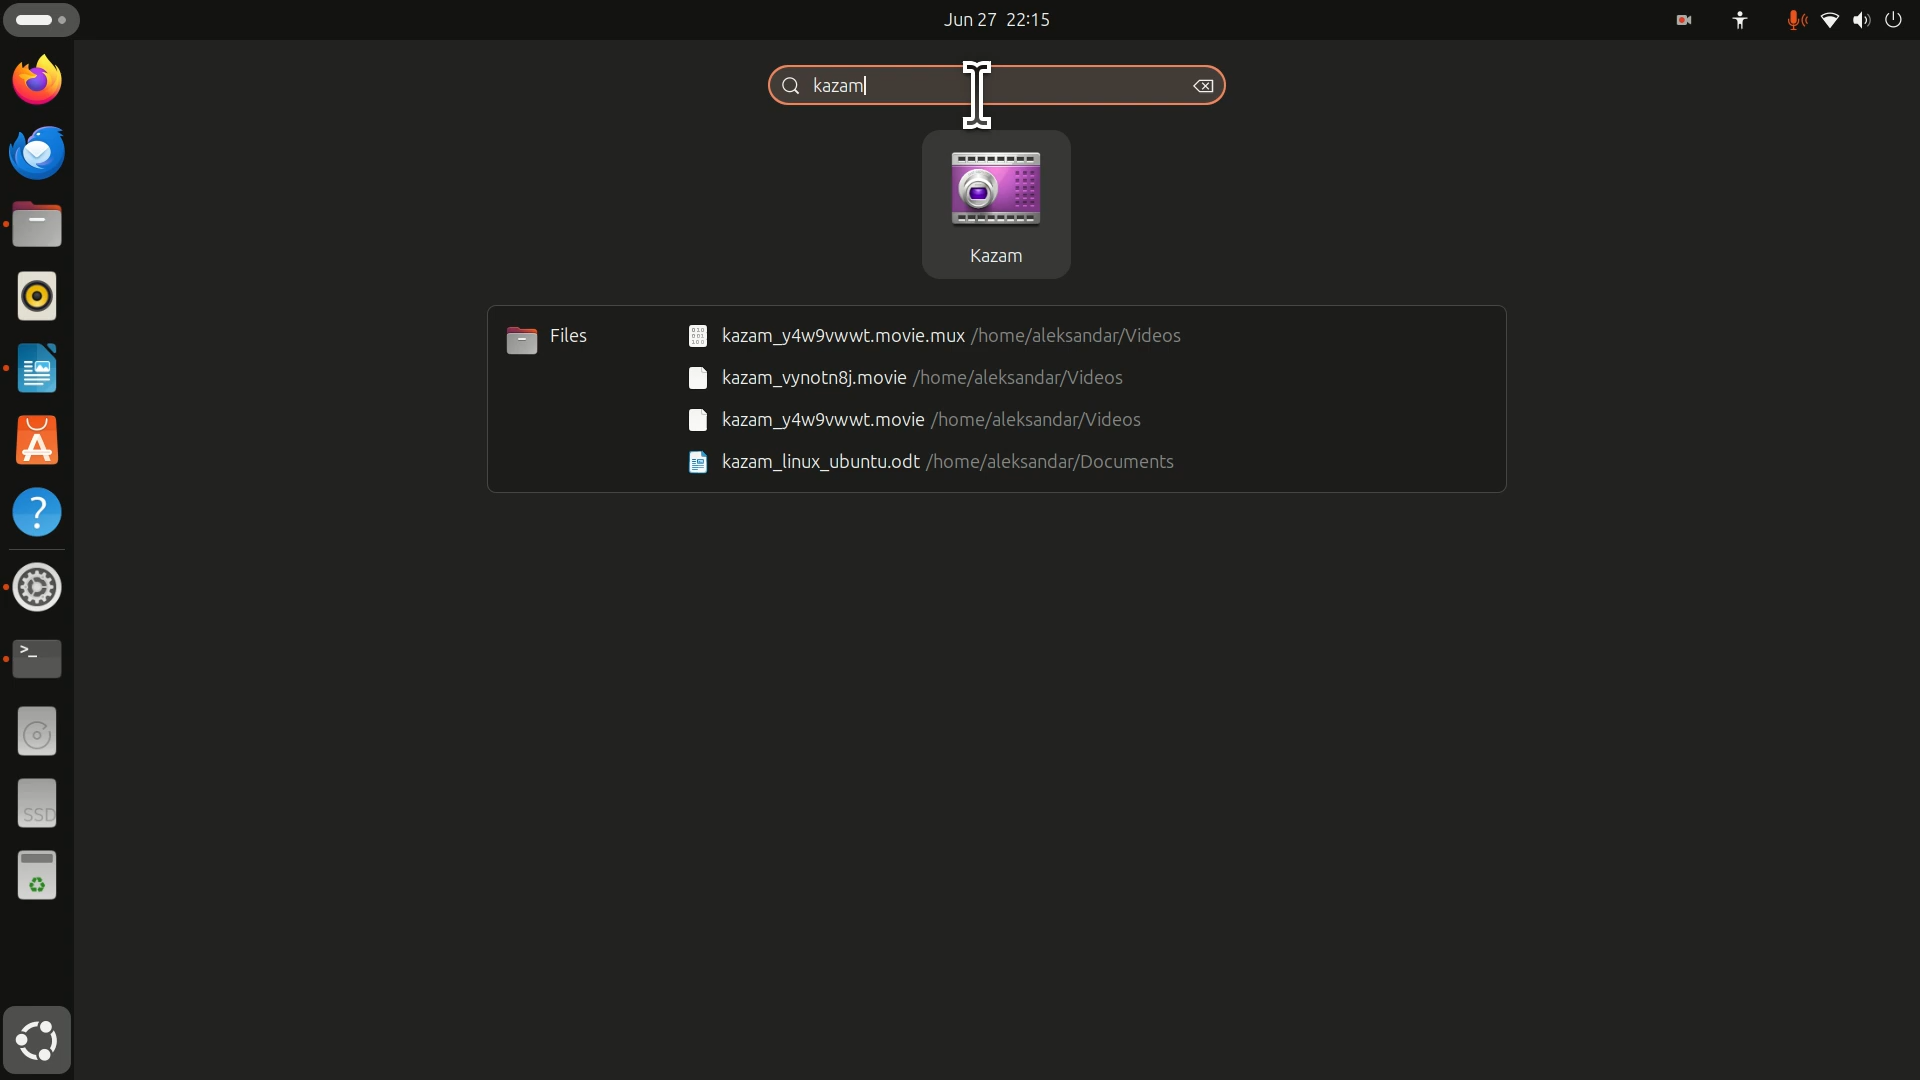 Jun 27 22:15
kazam
Kazam
Files
kazam_y4w9vwwt.movie.mux /home/aleksandar/Videos
kazam_vynotn8j.movie /home/aleksandar/Videos
kazam_y4w9vwwt.movie /home/aleksandar/Videos
kazam_linux_ubuntu.odt /home/aleksandar/Documents
>_
SSD